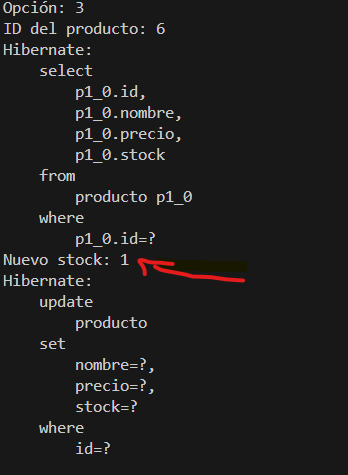 Opción: 3
ID del producto: 6
Hibernate:
    select
        p1_0.id,
        p1_0.nombre,
        p1_0.precio,
        p1_0.stock
    from
        producto p1_0
    where
        p1_0.id=?
Nuevo stock: 1
Hibernate:
    update
        producto
    set
        nombre=?,
        precio=?,
        stock=?
    where
        id=?